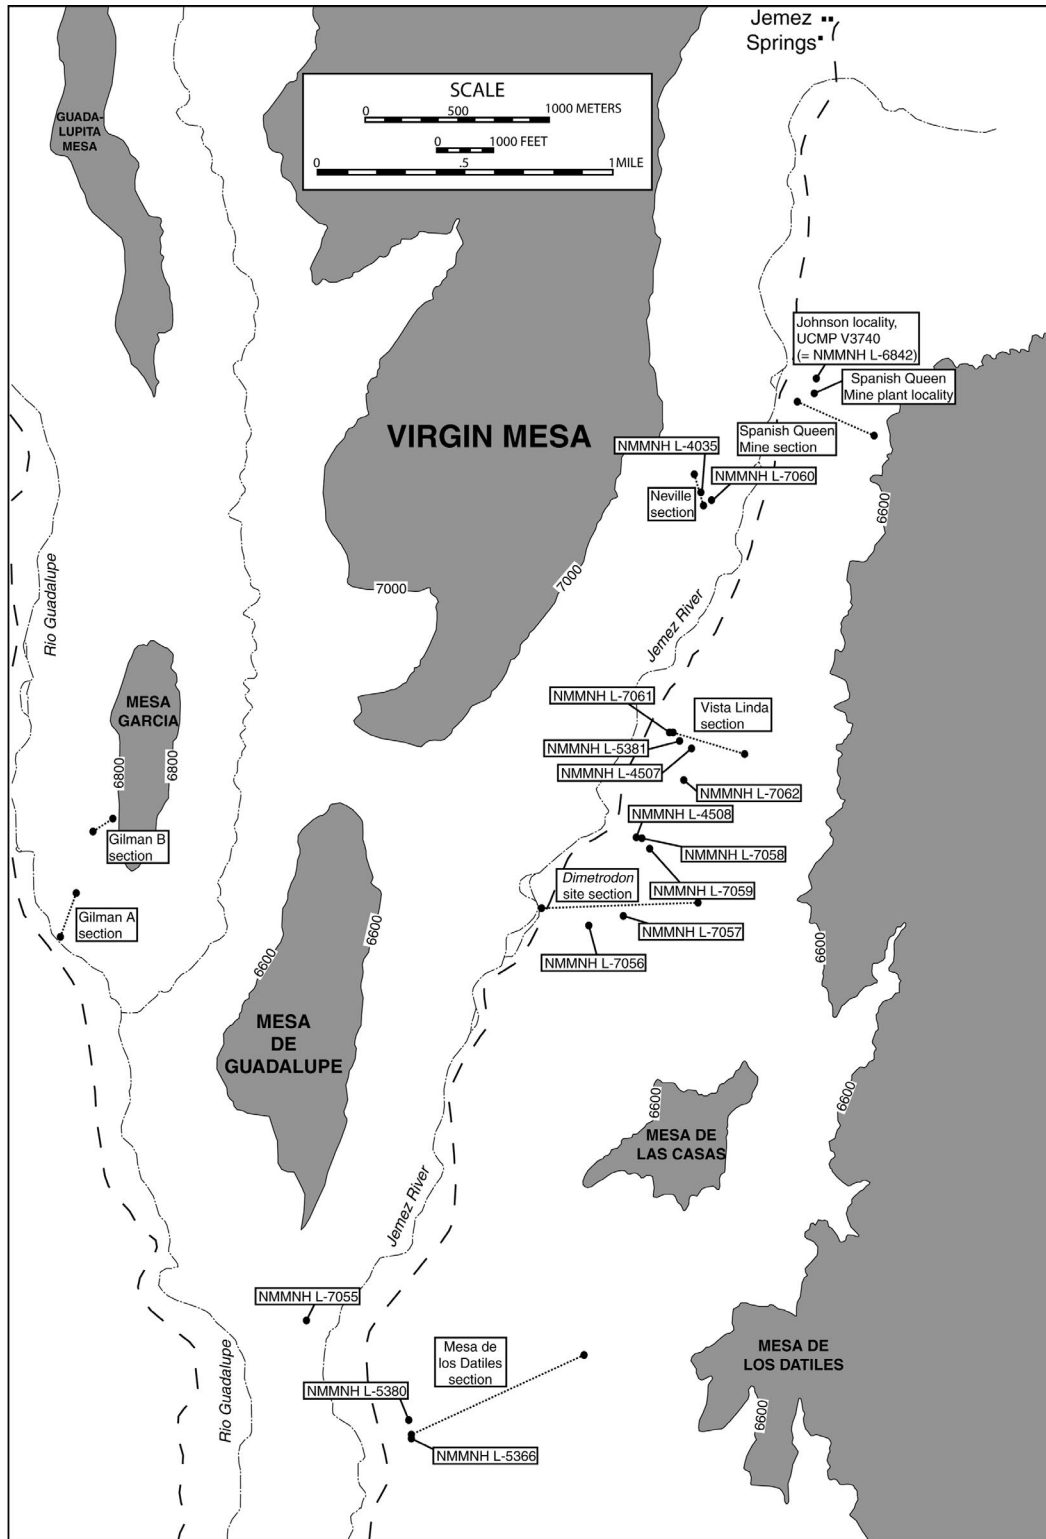 Jemez
Springs
SCALE
0 500 1000 METERS
0 1000 FEET
0 .5 1 MILE
GUADA-
LUPITA
MESA
Johnson locality,
UCMP V3740
(= NMMNH L-6842)
Spanish Queen
Mine plant locality
Spanish Queen
Mine section
VIRGIN MESA
NMMNH L-4035
NMMNH L-7060
Neville
section
6600
7000
7000
Rio Guadalupe
Jemez River
MESA
GARCIA
6800
6800
NMMNH L-7061
Vista Linda
section
NMMNH L-5381
NMMNH L-4507
NMMNH L-7062
NMMNH L-4508
NMMNH L-7058
NMMNH L-7059
Gilman B
section
Dimetrodon
site section
Gilman A
section
NMMNH L-7057
NMMNH L-7056
6600
6600
6600
MESA
DE
GUADALUPE
6600
6600
MESA DE
LAS CASAS
Jemez River
NMMNH L-7055
Mesa de
los Datiles
section
MESA DE
LOS DATILES
Rio Guadalupe
NMMNH L-5380
6600
NMMNH L-5366